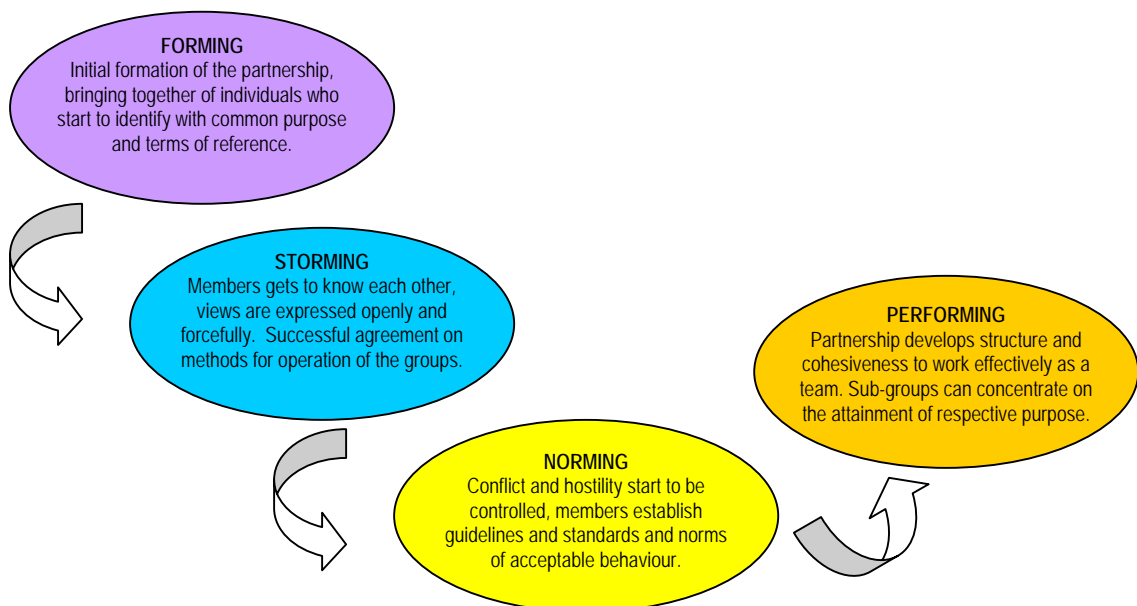 FORMING
Initial formation of the partnership,
bringing together of individuals who
start to identify with common purpose
and terms of reference.
STORMING
Members gets to know each other,
views are expressed openly and
forcefully.  Successful agreement on
methods for operation of the groups.
NORMING
Conflict and hostility start to be
controlled, members establish
guidelines and standards and norms
of acceptable behaviour.
PERFORMING
Partnership develops structure and
cohesiveness to work effectively as a
team. Sub-groups can concentrate on
the attainment of respective purpose.